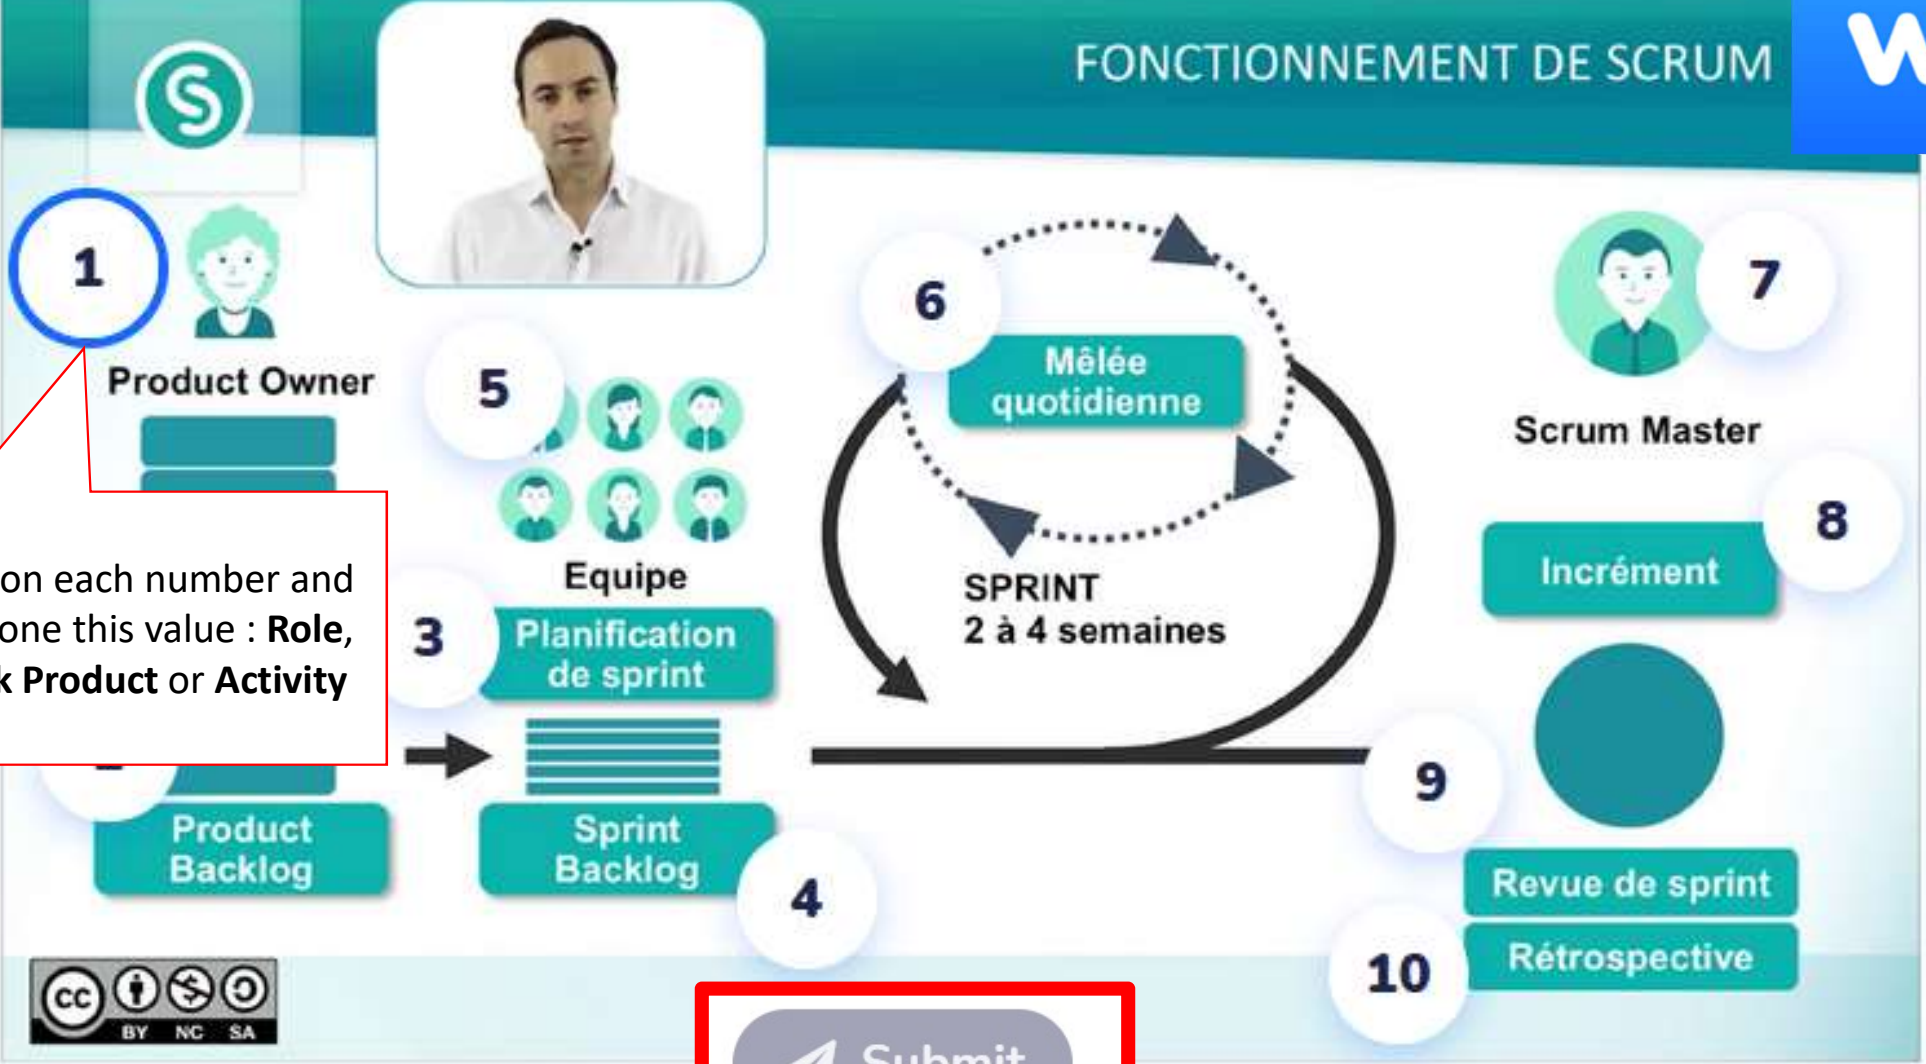 FONCTIONNEMENT DE SCRUM
S
1
Product Owner
5
Equipe
6
Mêlée
quotidienne
SPRINT
2 à 4 semaines
7
Scrum Master
8
Incrément
on each number and
one this value : Role,
Product or Activity
3
Planification
de sprint
Product
Backlog
Sprint
Backlog
4
9
Revue de sprint
10
Rétrospective
cc
BY NC SA
Submit